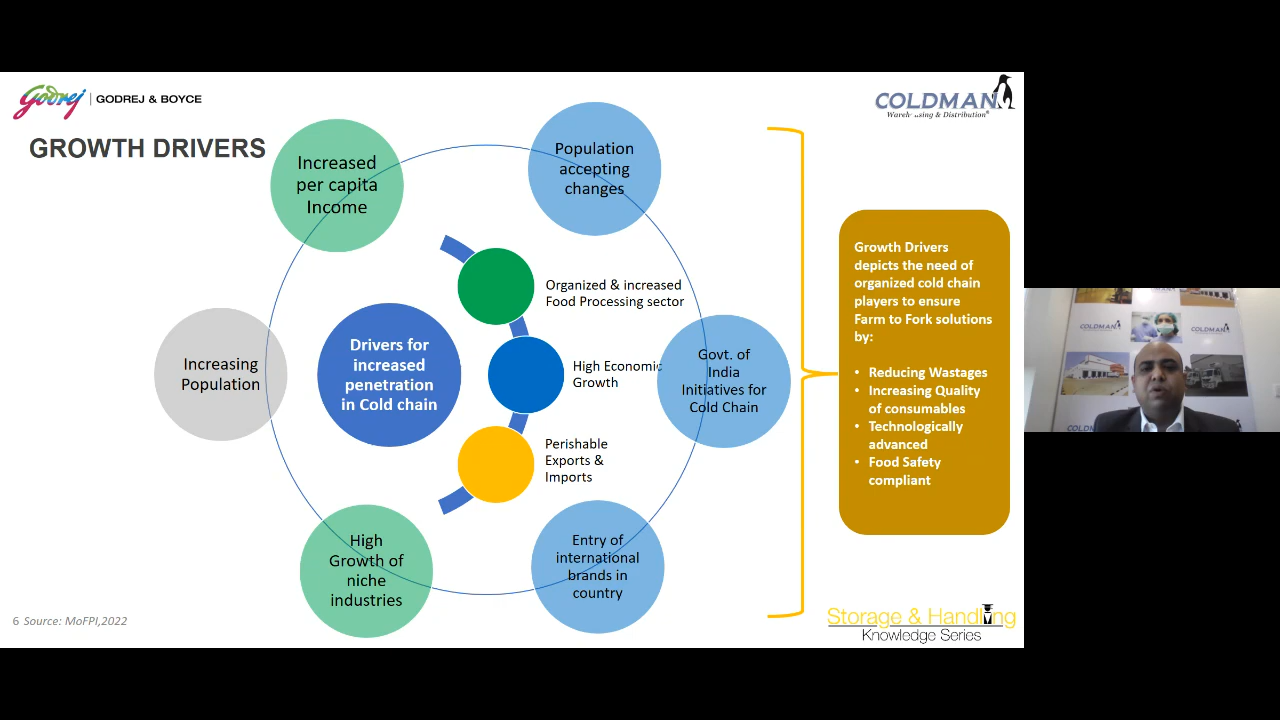 Godrej | GODREJ & BOYCE
COLDMAN
Warehousing & Distribution
GROWTH DRIVERS
Increased
per capita
Income
Population
accepting
changes
Organized & increased
Food Processing sector
Drivers for
increased
penetration
in Cold chain
Increasing
Population
High Economic
Growth
Govt. of
India
Initiatives for
Cold Chain
Perishable
Exports &
Imports
High
Growth of
niche
industries
Entry of
international
brands in
country
Growth Drivers
depicts the need of
organized cold chain
players to ensure
Farm to Fork solutions
by:
• Reducing Wastages
• Increasing Quality
of consumables
• Technologically
advanced
• Food Safety
compliant
6 Source: MoFPI,2022
Storage & Handling
Knowledge Series
COLDMAN
COLDMAN